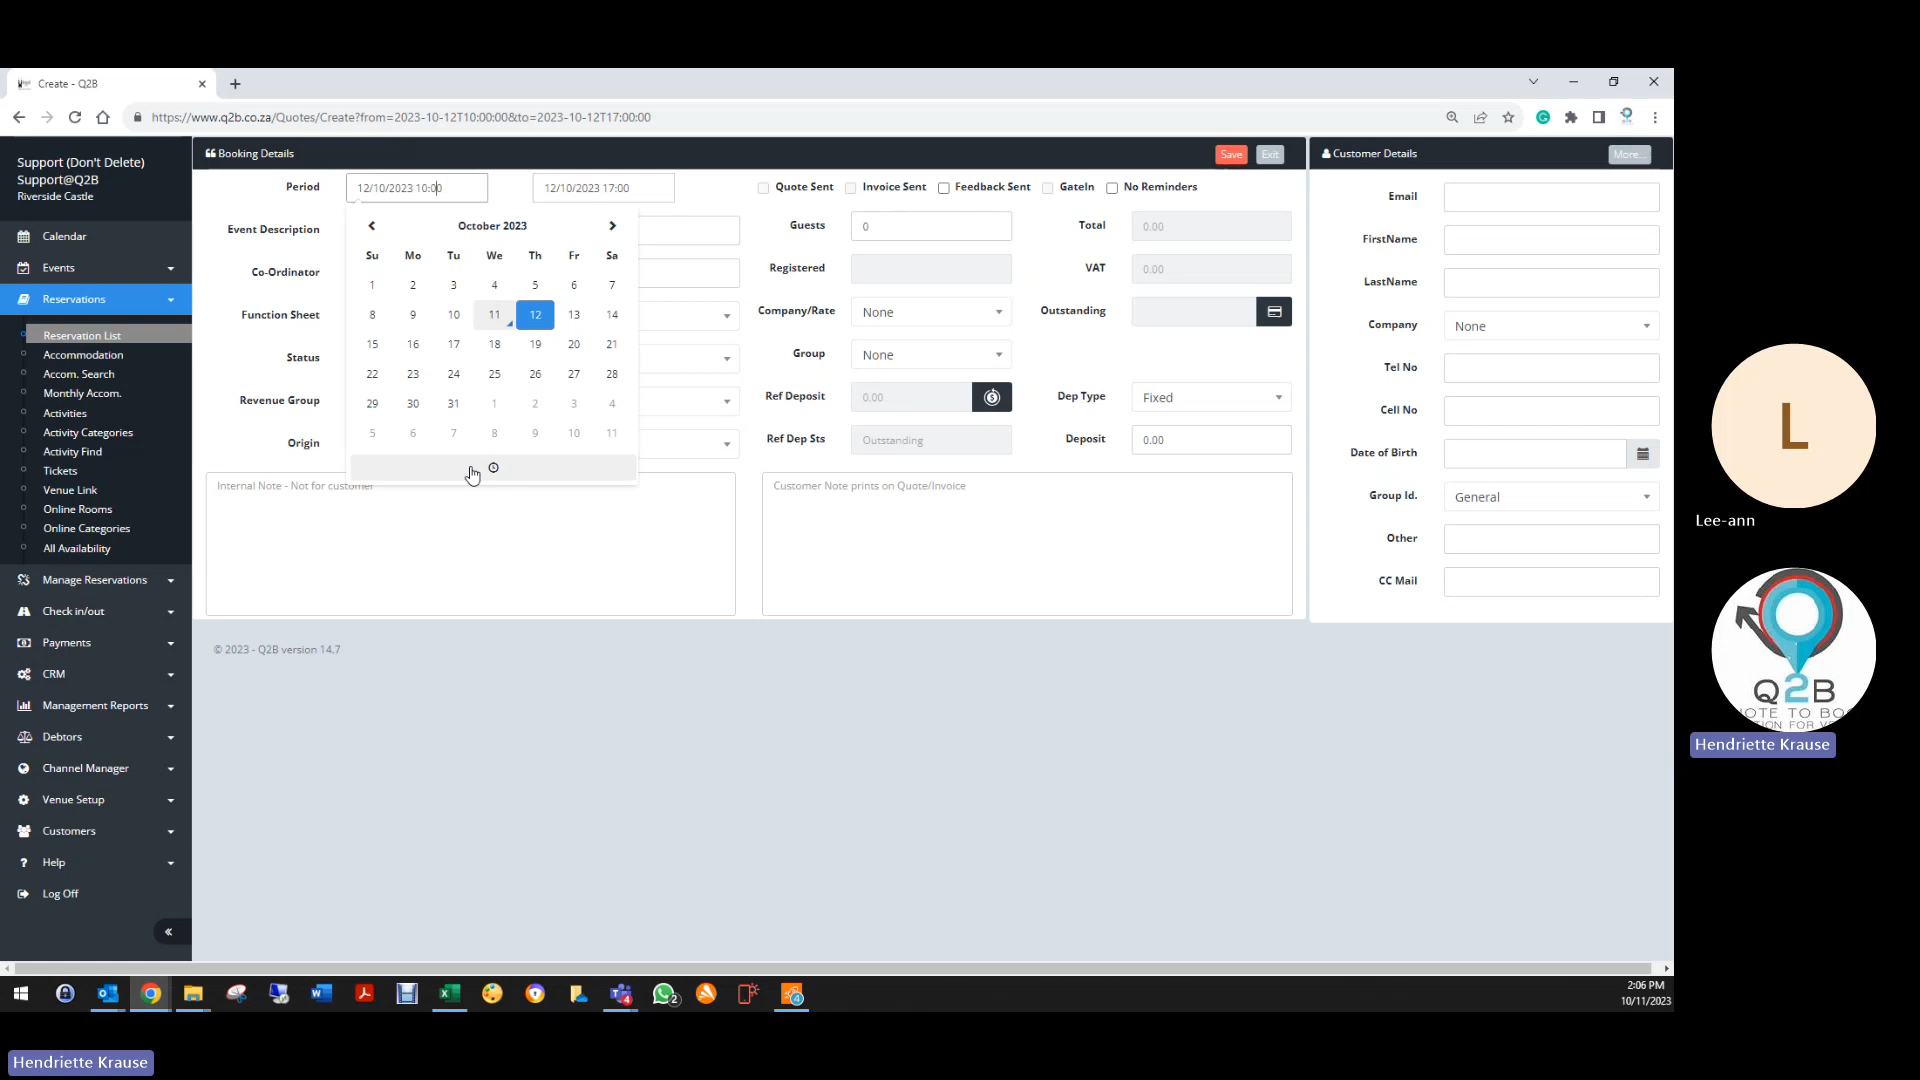 Create - Q2B
https://www.q2b.co.za/Quotes/Create?from=2023-10-12T10:00:00&to=2023-10-12T17:00:00
Support (Don't Delete)
Support@Q2B
Riverside Castle
Calendar
Events
Reservations
Reservation List
Accommodation
Accom. Search
Monthly Accom.
Activities
Activity Categories
Activity Find
Tickets
Venue Link
Online Rooms
Online Categories
All Availability
Manage Reservations
Check in/out
Payments
CRM
Management Reports
Debtors
Channel Manager
Venue Setup
Customers
Help
Log Off
Booking Details
Save
Exit
Period
12/10/2023 10:00
12/10/2023 17:00
Quote Sent
Invoice Sent
Feedback Sent
GateIn
No Reminders
Event Description
Co-Ordinator
Function Sheet
Status
Revenue Group
Origin
October 2023
Su Mo Tu We Th Fr Sa
1 2 3 4 5 6 7
8 9 10 11 12 13 14
15 16 17 18 19 20 21
22 23 24 25 26 27 28
29 30 31 1 2 3 4
5 6 7 8 9 10 11
Guests
0
Total
0.00
Registered
VAT
0.00
Company/Rate
None
Outstanding
Group
None
Ref Deposit
0.00
Dep Type
Fixed
Ref Dep Sts
Outstanding
Deposit
0.00
Internal Note - Not for customer
Customer Note prints on Quote/Invoice
Customer Details
More...
Email
FirstName
LastName
Company
None
Tel No
Cell No
Date of Birth
Group Id.
General
Other
CC Mail
© 2023 - Q2B version 14.7
L
Lee-ann
Q2B
Hendriette Krause
4
2
4
2:06 PM
10/11/2023
Hendriette Krause